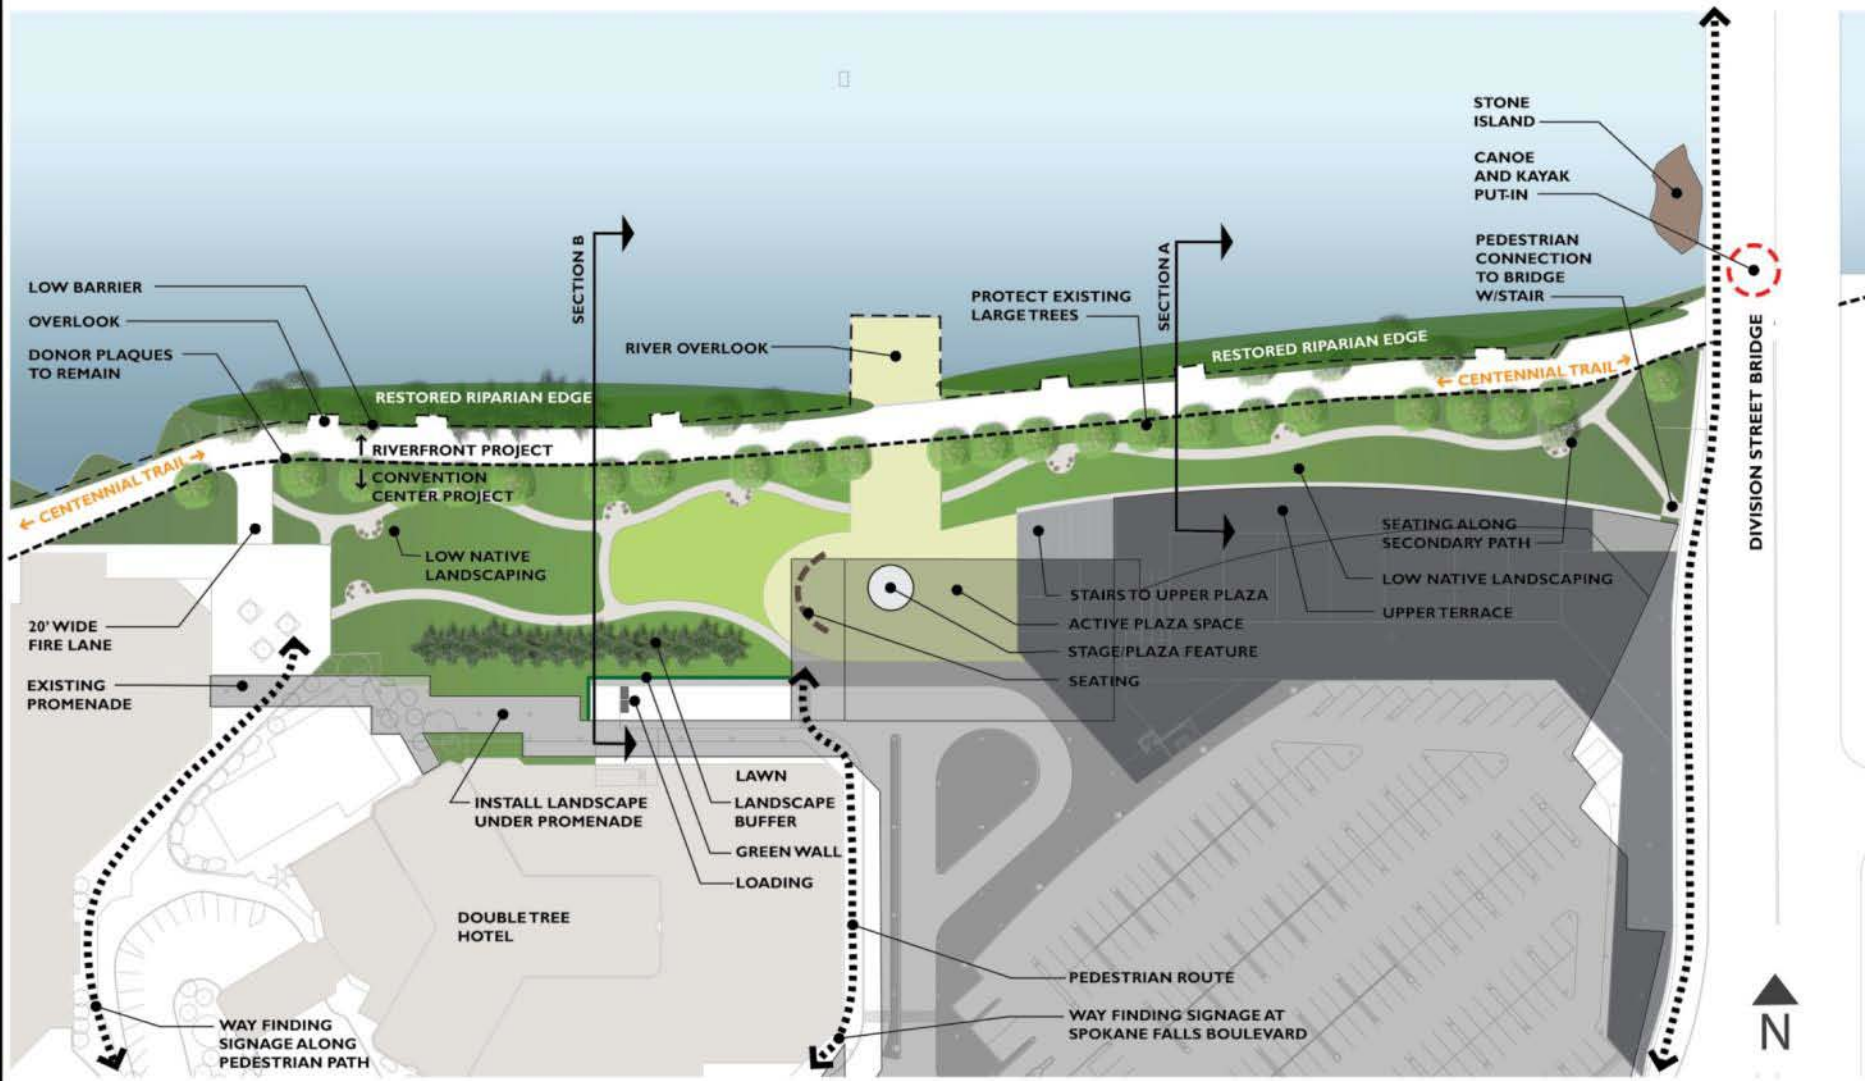 STONE
ISLAND
CANOE
AND KAYAK
PUT-IN
PEDESTRIAN
CONNECTION
TO BRIDGE
W/STAIR
SECTION B
SECTION A
LOW BARRIER
OVERLOOK
DONOR PLAQUES
TO REMAIN
RIVER OVERLOOK
PROTECT EXISTING
LARGE TREES
RESTORED RIPARIAN EDGE
RESTORED RIPARIAN EDGE
← CENTENNIAL TRAIL →
← CENTENNIAL TRAIL →
RIVERFRONT PROJECT
CONVENTION
CENTER PROJECT
DIVISION STREET BRIDGE
LOW NATIVE
LANDSCAPING
SEATING ALONG
SECONDARY PATH
LOW NATIVE LANDSCAPING
UPPER TERRACE
STAIRS TO UPPER PLAZA
ACTIVE PLAZA SPACE
STAGE/PLAZA FEATURE
SEATING
20' WIDE
FIRE LANE
EXISTING
PROMENADE
INSTALL LANDSCAPE
UNDER PROMENADE
LAWN
LANDSCAPE
BUFFER
GREEN WALL
LOADING
DOUBLE TREE
HOTEL
PEDESTRIAN ROUTE
WAY FINDING SIGNAGE AT
SPOKANE FALLS BOULEVARD
WAY FINDING
SIGNAGE ALONG
PEDESTRIAN PATH
N